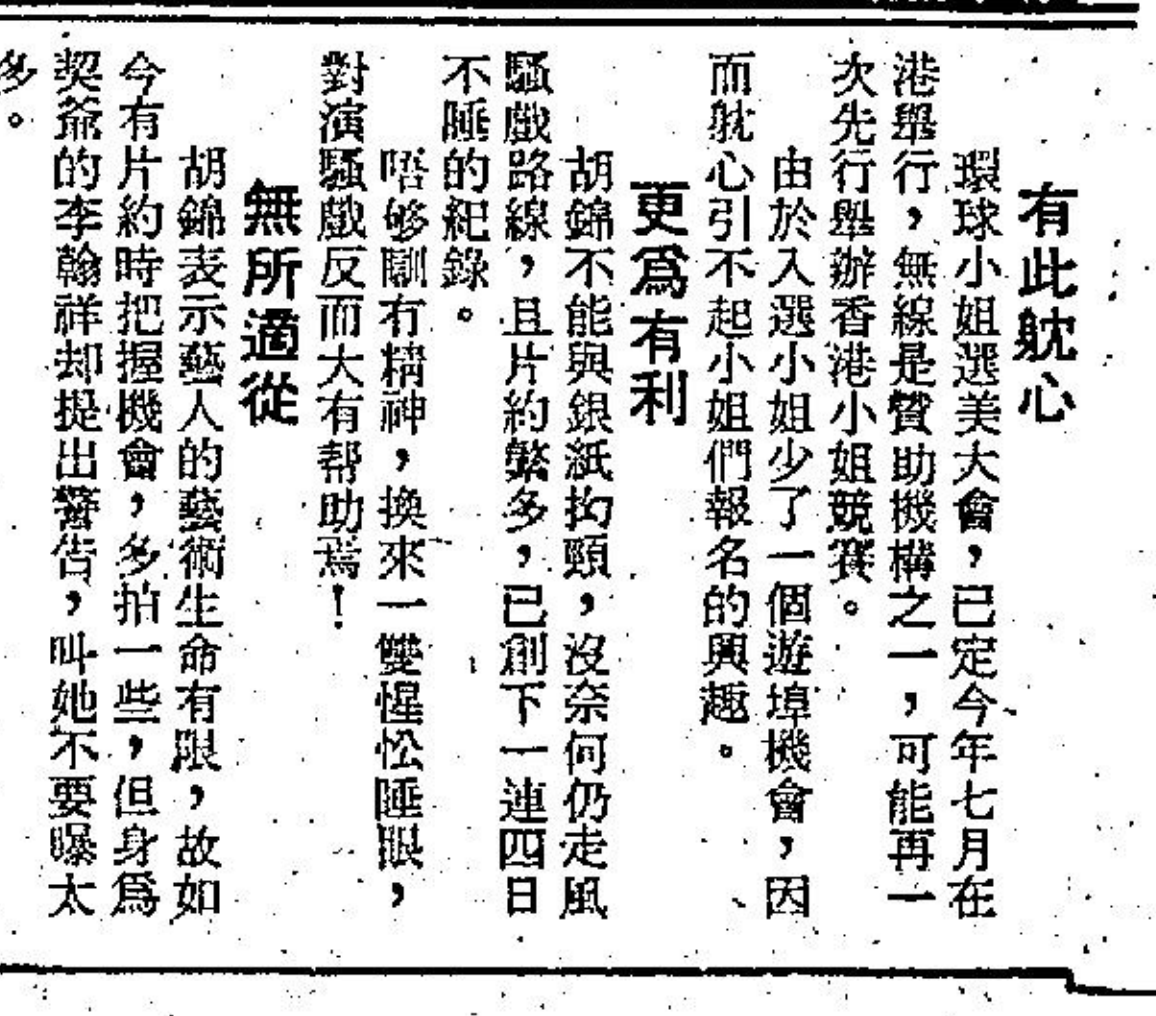 有此躭心
環球小姐選美大會，已定今年七月在
港舉行，無線是贊助機構之一，可能再一
次先行舉辦香港小姐競賽。
由於入選小姐少了一個遊埠機會，因
而躭心引不起小姐們報名的興趣。
更爲有利
胡錦不能與銀紙拗頸，沒奈何仍走風
騷戲路線，且片約繁多，已創下一連四日
不睡的紀錄。
唔够瞓冇精神，換來一雙惺忪睡眼，
對演騷戲反而大有帮助焉！
無所適從
胡錦表示藝人的藝術生命有限，故如
今有片約時把握機會，多拍一些，但身爲
契爺的李翰祥却提出警告，叫她不要曝太
多。